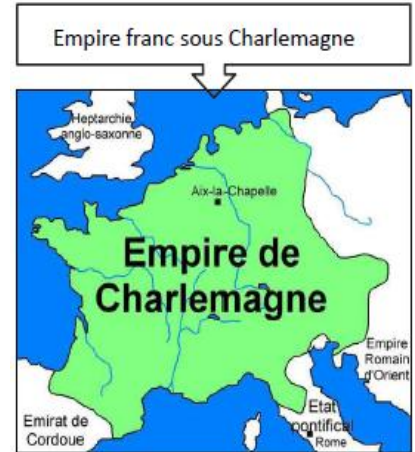 Empire franc sous Charlemagne
Heptarchie
anglo-saxonne
Aix-la-Chapelle
Empire de
Charlemagne
Empire
Romain
d'Orient
Etat
pontifical
Rome
Emirat de
Cordoue